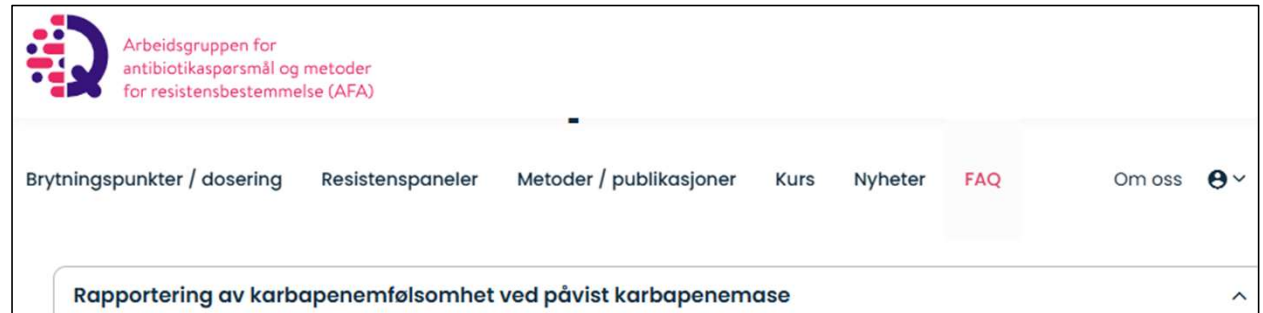 Arbeidsgruppen for
antibiotikaspørsmål og metoder
for resistensbestemmelse (AFA)
Brytningspunkter / dosering Resistenspaneler Metoder / publikasjoner Kurs Nyheter FAQ Om oss
Rapportering av karbapenemfølsomhet ved påvist karbapenemase